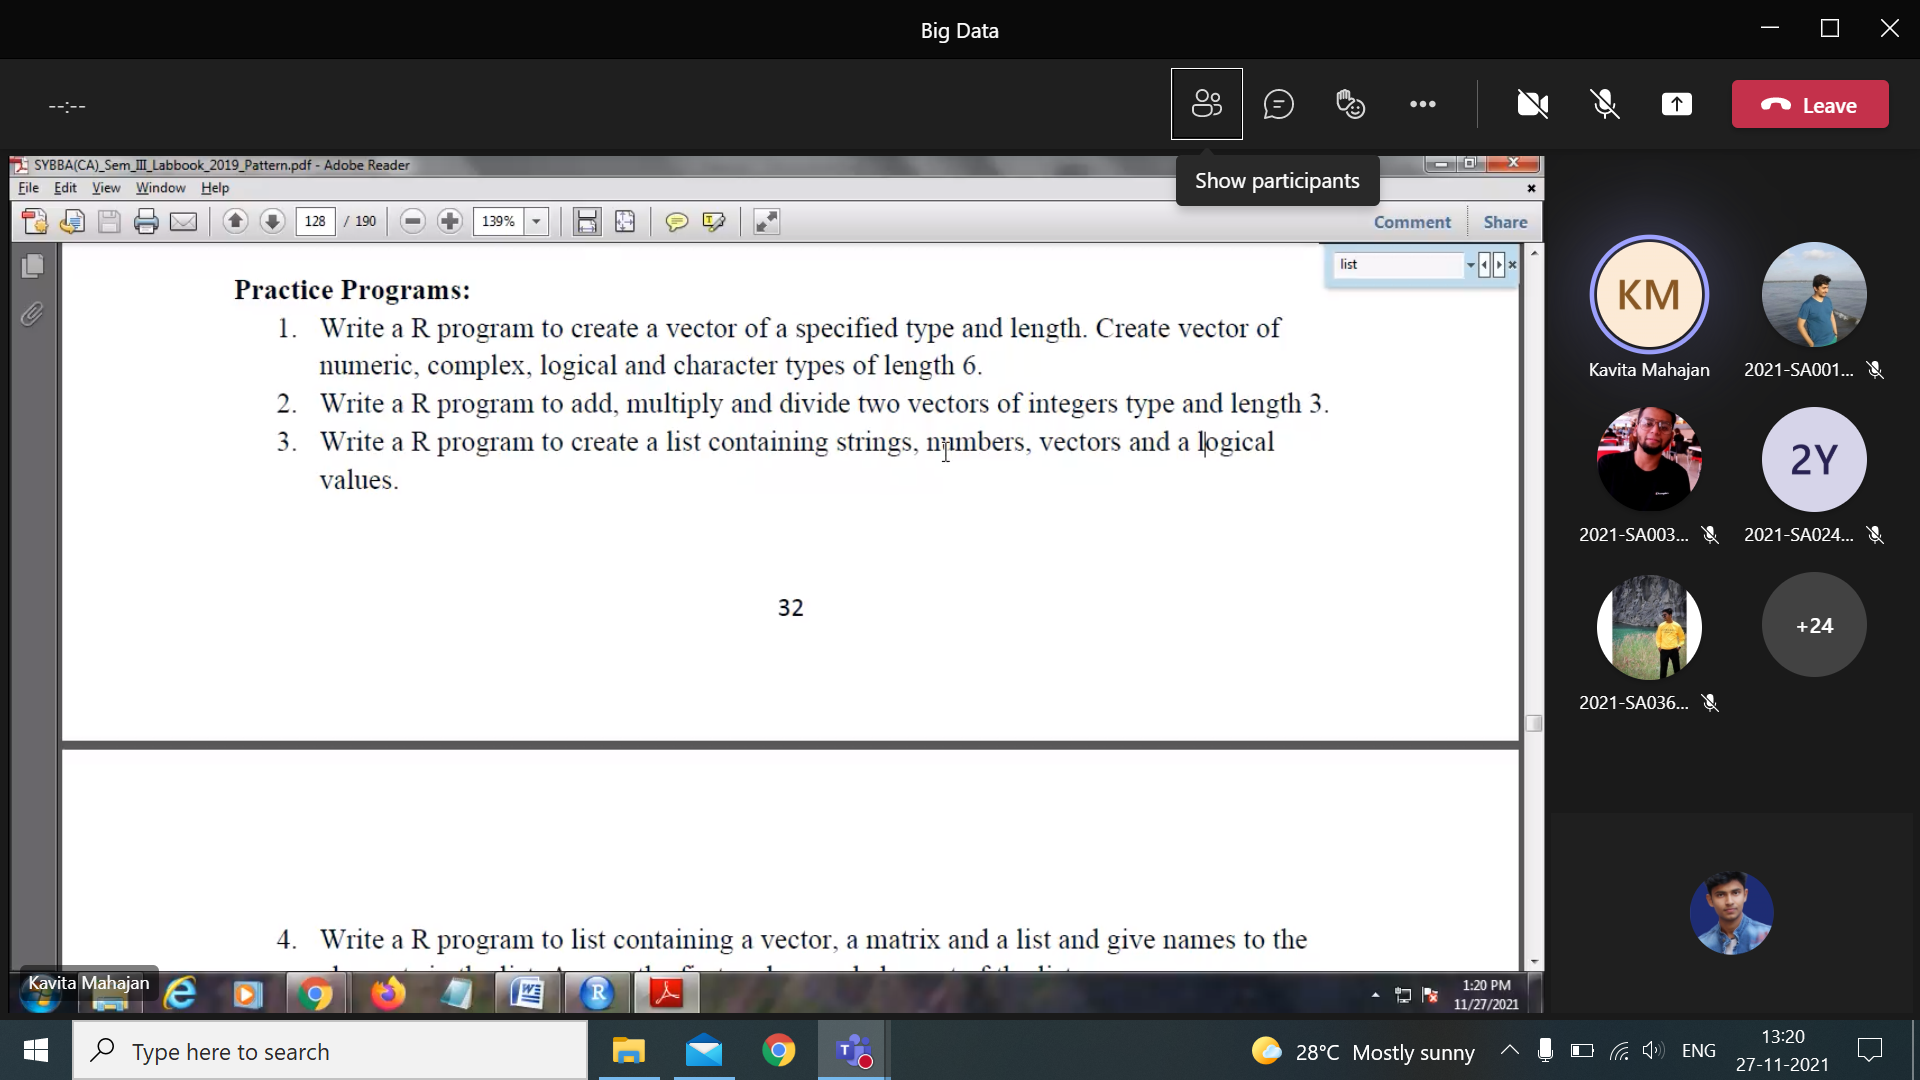 Big Data
--:--
Leave
SYBBA(CA)_Sem_III_Labbook_2019_Pattern.pdf - Adobe Reader
Show participants
File Edit View Window Help
128 / 190 139% Comment Share
list
Practice Programs:
1. Write a R program to create a vector of a specified type and length. Create vector of
numeric, complex, logical and character types of length 6.
2. Write a R program to add, multiply and divide two vectors of integers type and length 3.
3. Write a R program to create a list containing strings, numbers, vectors and a logical
values.
32
4. Write a R program to list containing a vector, a matrix and a list and give names to the
KM
Kavita Mahajan
2021-SA001...
2021-SA003...
2Y
2021-SA024...
2021-SA036...
+24
Kavita Mahajan
1:20 PM
11/27/2021
Type here to search
28°C Mostly sunny
ENG
13:20
27-11-2021